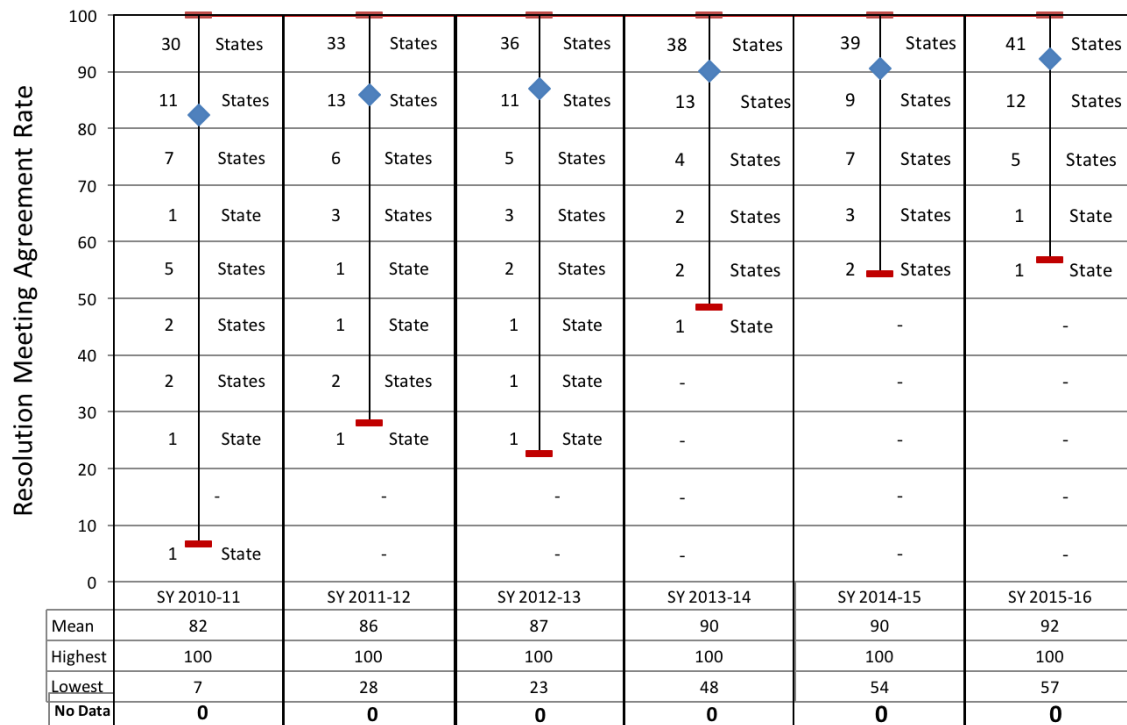 Resolution Meeting Agreement Rate
100
30 States 33 States 36 States 38 States 39 States 41 States
90
11 States 13 States 11 States 13 States 9 States 12 States
80
7 States 6 States 5 States 4 States 7 States 5 States
70
1 State 3 States 3 States 2 States 3 States 1 State
60
5 States 1 State 2 States 2 States 2 States 1 State
50
2 States 1 State 1 State 1 State - -
40
2 States 2 States 1 State - - -
30
1 State 1 State 1 State - - -
20
- - - - - -
10
1 State - - - - -
0
SY 2010-11 SY 2011-12 SY 2012-13 SY 2013-14 SY 2014-15 SY 2015-16
Mean 82 86 87 90 90 92
Highest 100 100 100 100 100 100
Lowest 7 28 23 48 54 57
No Data 0 0 0 0 0 0